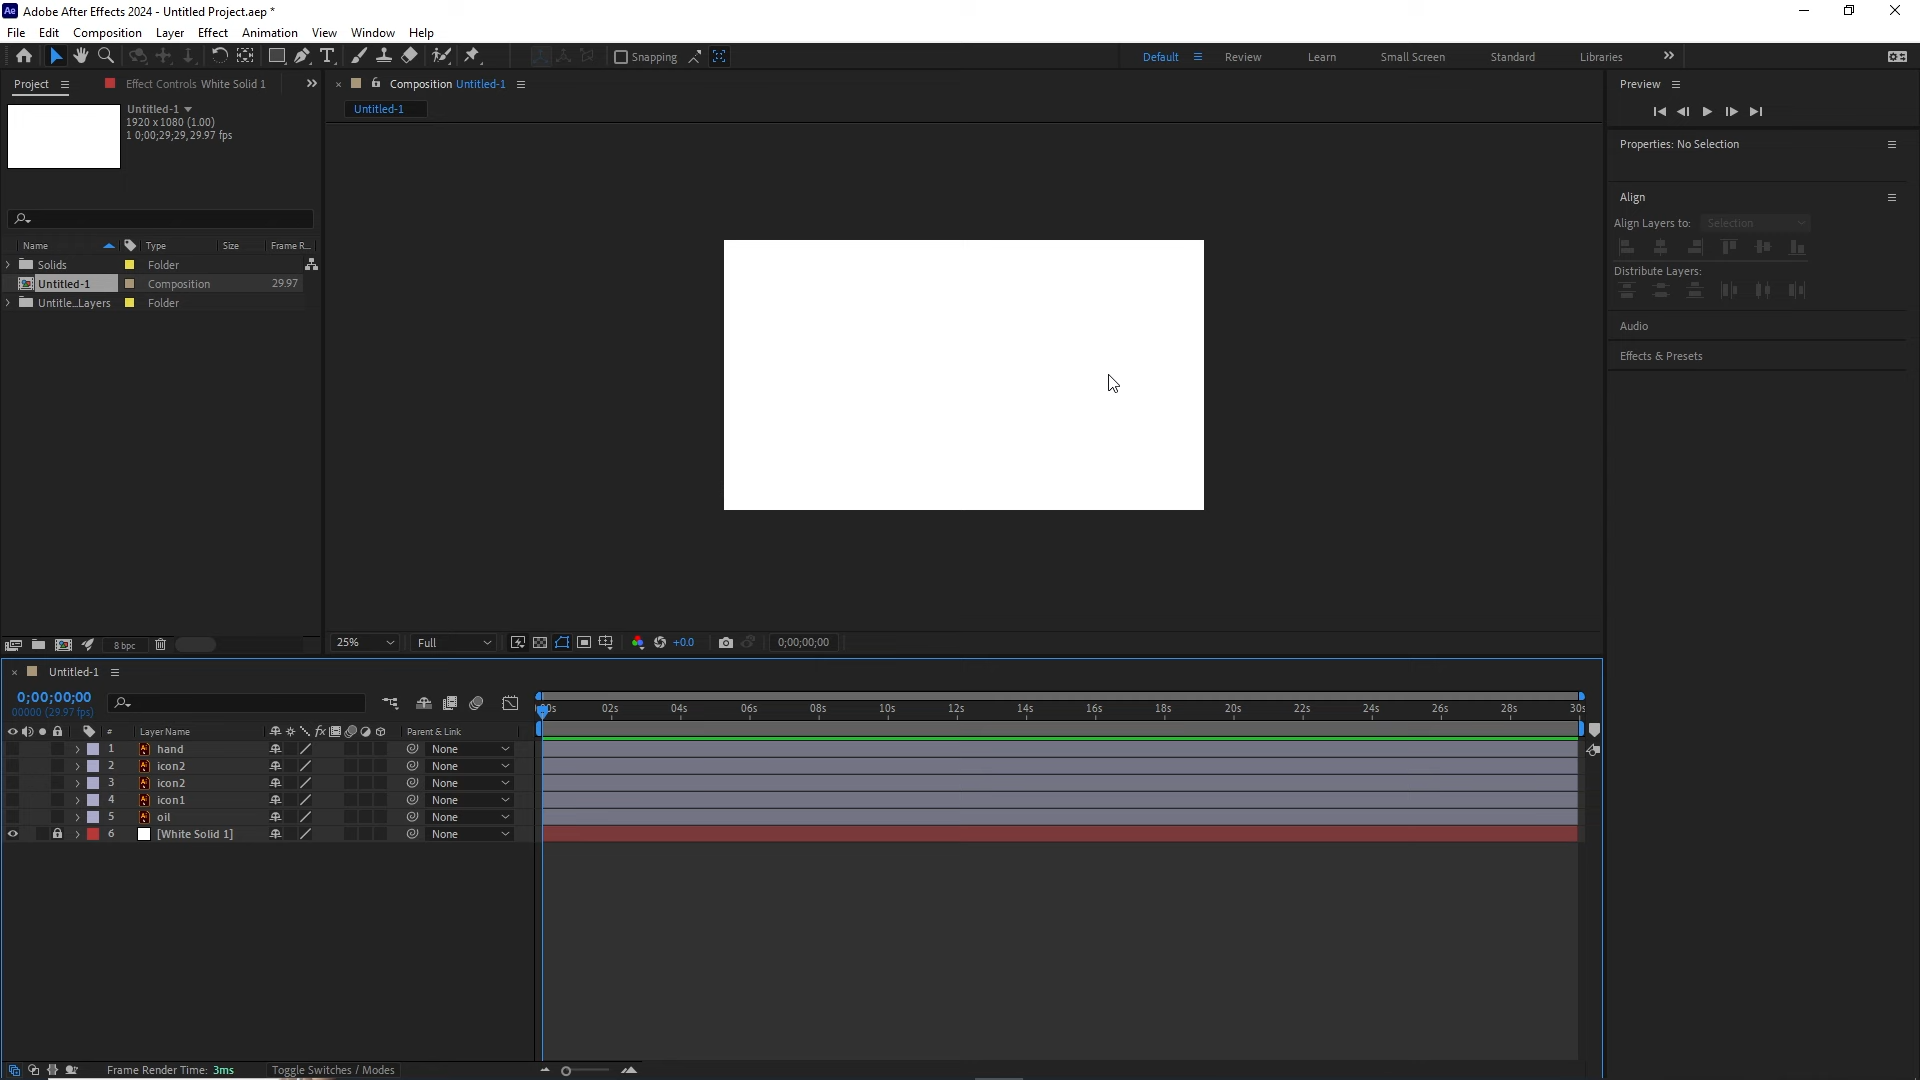 Ae Adobe After Effects 2024 - Untitled Project.aep *
File Edit Composition Layer Effect Animation View Window Help
Snapping Default Review Learn Small Screen Standard Libraries
Project Effect Controls White Solid 1
Composition Untitled-1
Untitled-1
Preview
Untitled-1
1920 x 1080 (1.00)
1 0;00;29;29, 29.97 fps
Properties: No Selection
Align
Align Layers to: Selection
Distribute Layers:
Audio
Effects & Presets
Name Type Size Frame R...
Solids Folder
Untitled-1 Composition 29.97
Untitle...Layers Folder
8 bpc
25% Full +0.0 0;00;00;00
Untitled-1
0;00;00;00
00000 (29.97 fps)
00s 02s 04s 06s 08s 10s 12s 14s 16s 18s 20s 22s 24s 26s 28s 30s
# Layer Name fx Parent & Link
1 hand None
2 icon2 None
3 icon2 None
4 icon1 None
5 oil None
6 [White Solid 1] None
Frame Render Time: 3ms Toggle Switches / Modes